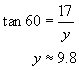 tan 60 = 17/y
y ≈ 9.8